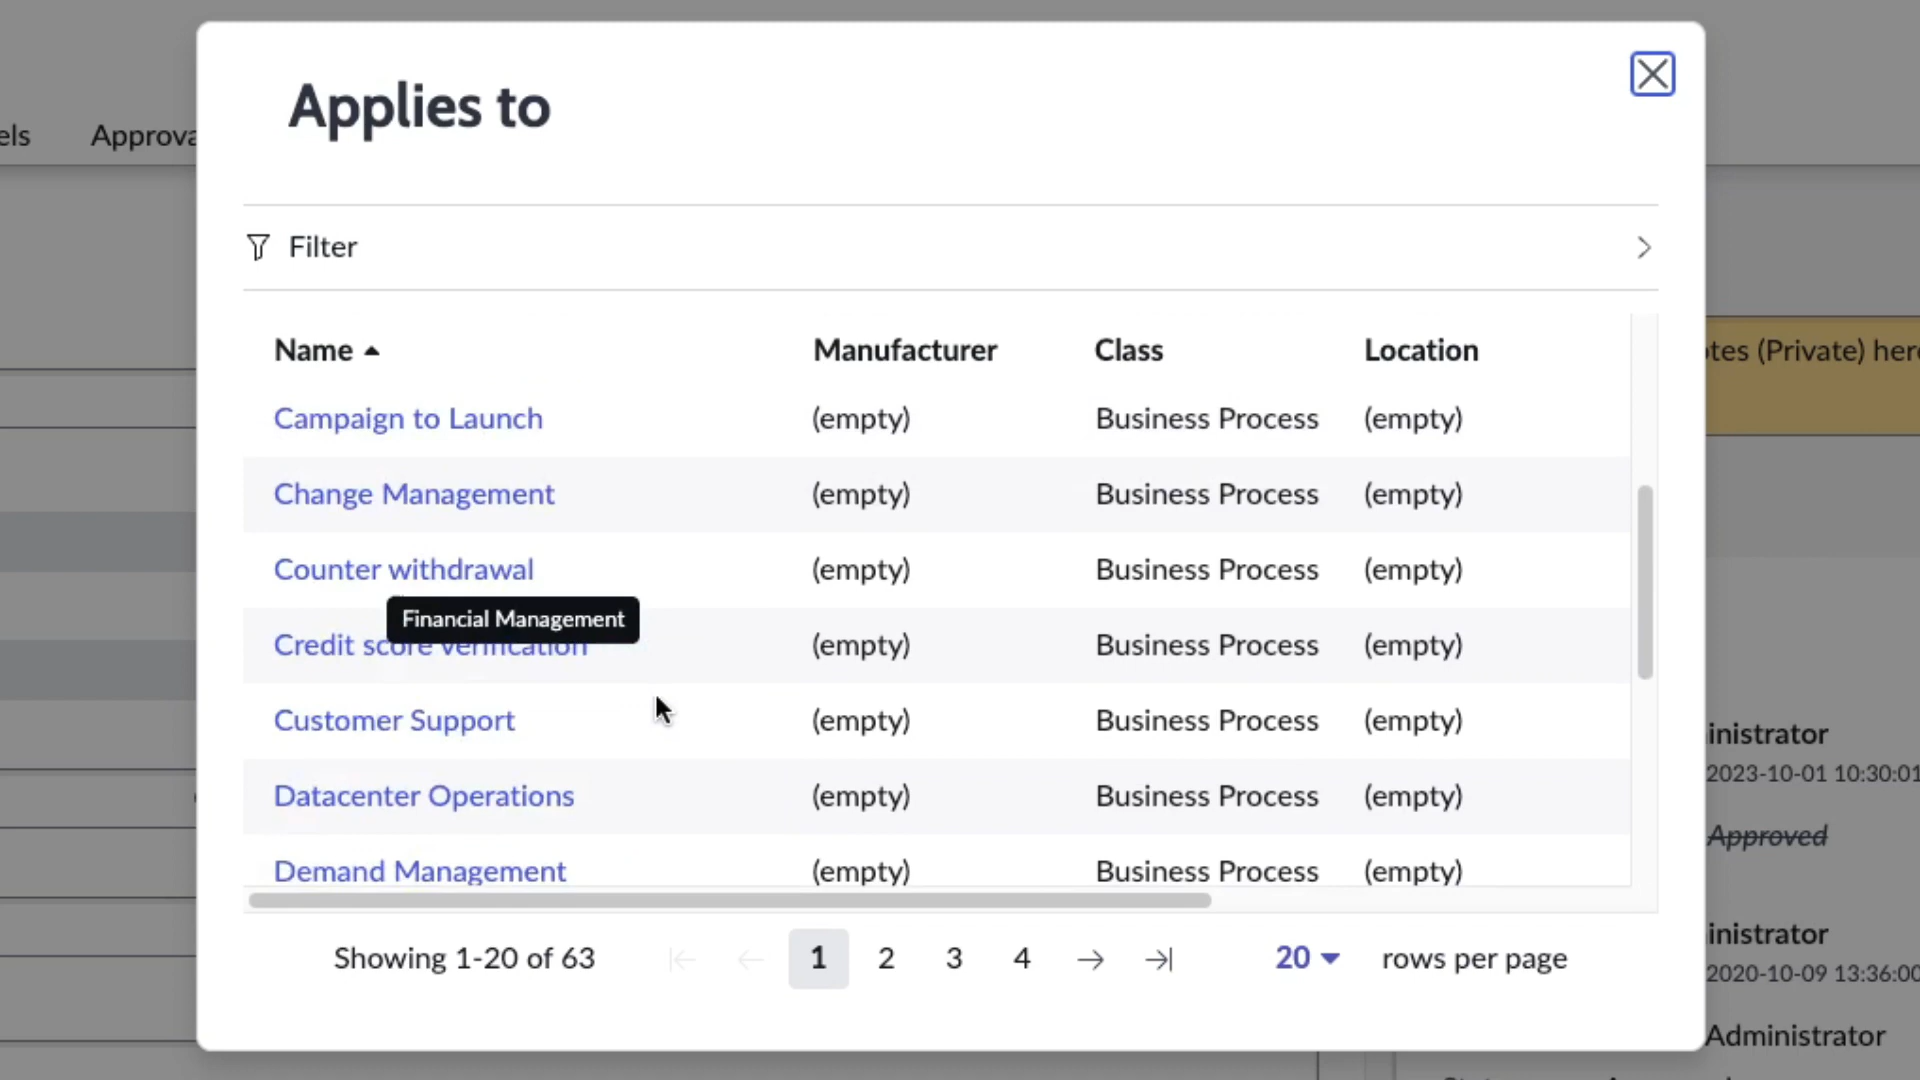 Applies to
els Approva
Filter
Name Manufacturer Class Location
otes (Private) here
Campaign to Launch (empty) Business Process (empty)
Change Management (empty) Business Process (empty)
Counter withdrawal (empty) Business Process (empty)
Financial Management
Credit score verification (empty) Business Process (empty)
Customer Support (empty) Business Process (empty)
inistrator
2023-10-01 10:30:01
Datacenter Operations (empty) Business Process (empty)
Approved
Demand Management (empty) Business Process (empty)
inistrator
Showing 1-20 of 63 1 2 3 4 20 rows per page
2020-10-09 13:36:00
Administrator